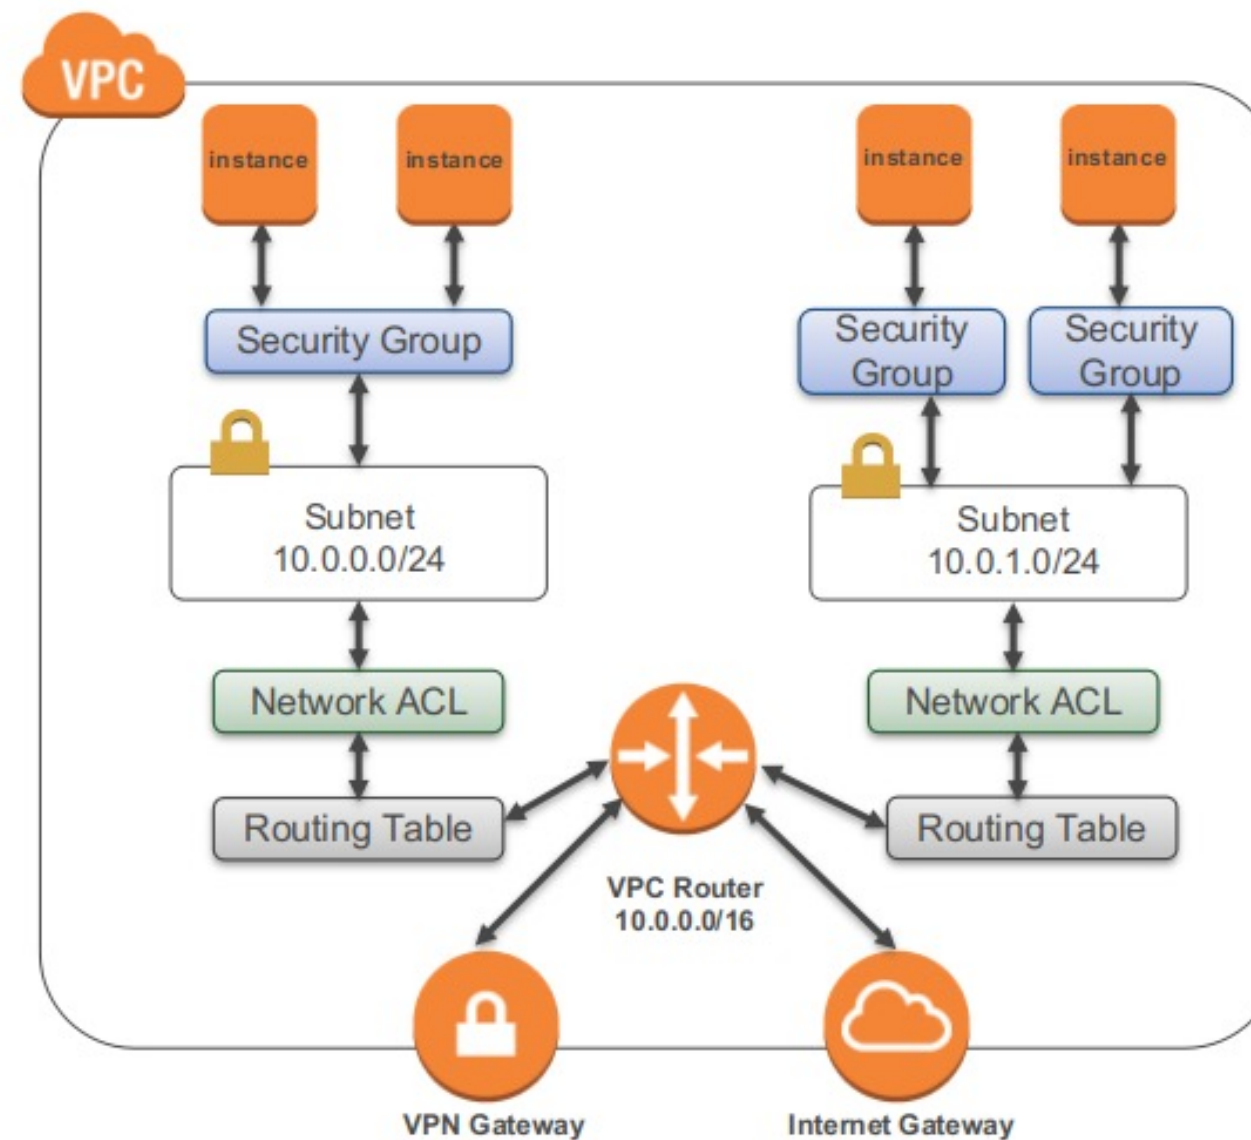 VPC
instance
instance
instance
instance
Security Group
Security
Group
Security
Group
Subnet
10.0.0.0/24
Subnet
10.0.1.0/24
Network ACL
Network ACL
Routing Table
Routing Table
VPC Router
10.0.0.0/16
VPN Gateway
Internet Gateway